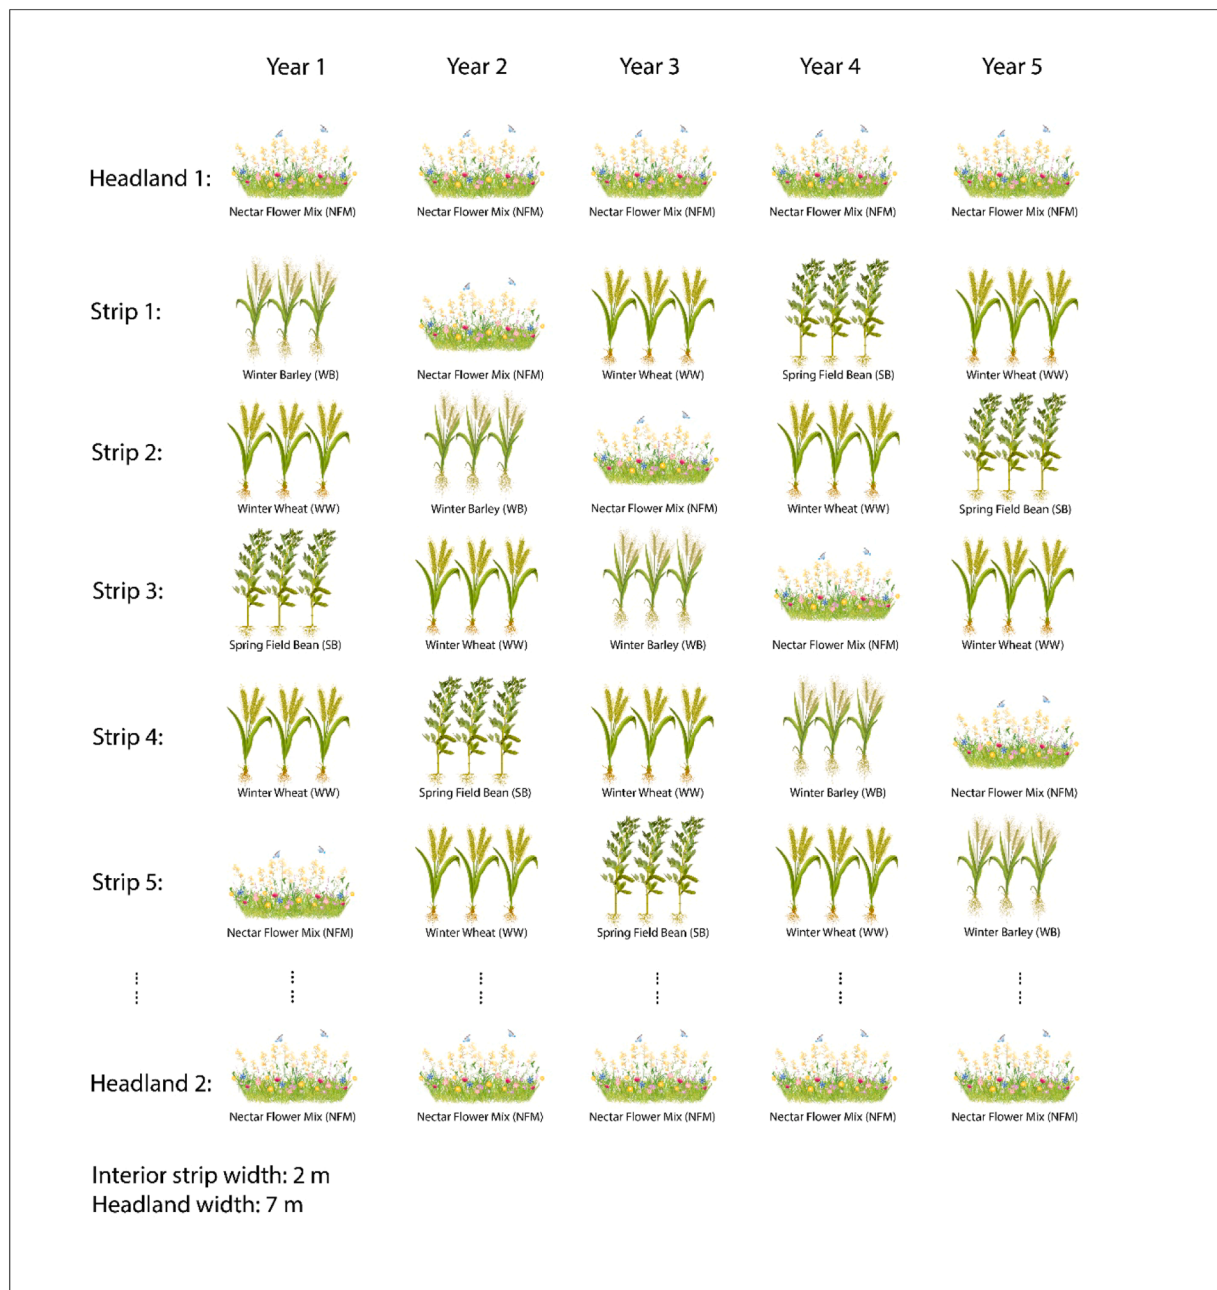 Year 1 Year 2 Year 3 Year 4 Year 5
Headland 1:
Nectar Flower Mix (NFM) Nectar Flower Mix (NFM) Nectar Flower Mix (NFM) Nectar Flower Mix (NFM) Nectar Flower Mix (NFM)
Strip 1:
Winter Barley (WB) Nectar Flower Mix (NFM) Winter Wheat (WW) Spring Field Bean (SB) Winter Wheat (WW)
Strip 2:
Winter Wheat (WW) Winter Barley (WB) Nectar Flower Mix (NFM) Winter Wheat (WW) Spring Field Bean (SB)
Strip 3:
Spring Field Bean (SB) Winter Wheat (WW) Winter Barley (WB) Nectar Flower Mix (NFM) Winter Wheat (WW)
Strip 4:
Winter Wheat (WW) Spring Field Bean (SB) Winter Wheat (WW) Winter Barley (WB) Nectar Flower Mix (NFM)
Strip 5:
Nectar Flower Mix (NFM) Winter Wheat (WW) Spring Field Bean (SB) Winter Wheat (WW) Winter Barley (WB)
Headland 2:
Nectar Flower Mix (NFM) Nectar Flower Mix (NFM) Nectar Flower Mix (NFM) Nectar Flower Mix (NFM) Nectar Flower Mix (NFM)
Interior strip width: 2 m
Headland width: 7 m